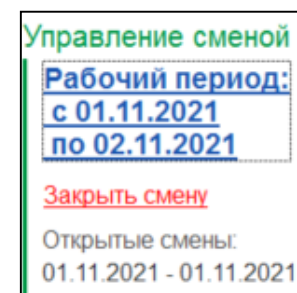 Управление сменой
Рабочий период:
с 01.11.2021
по 02.11.2021
Закрыть смену
Открытые смены:
01.11.2021 - 01.11.2021